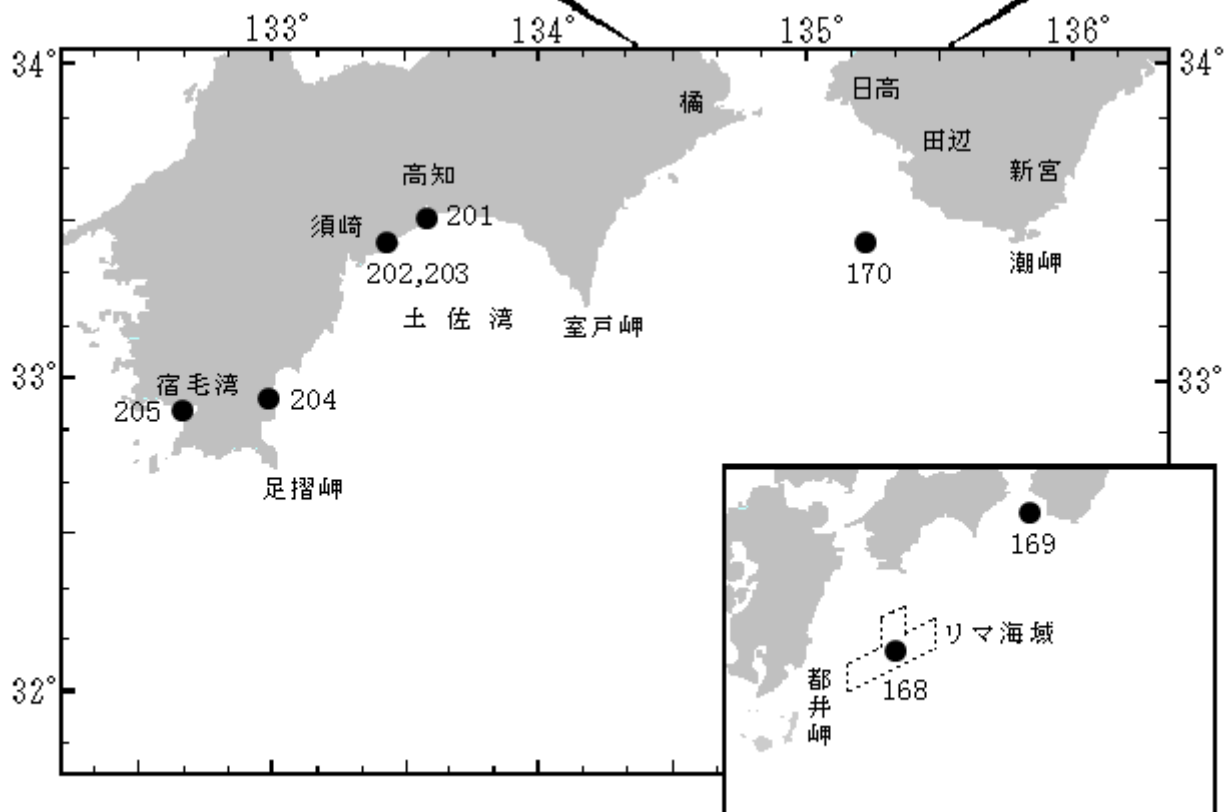 133° 134° 135° 136°
34° 34°
日高
橘
田辺
新宮
高知
201
須崎
202,203
170
潮岬
土佐湾
室戸岬
33° 33°
宿毛湾
204
205
足摺岬
169
リマ海域
168
都井岬
32°